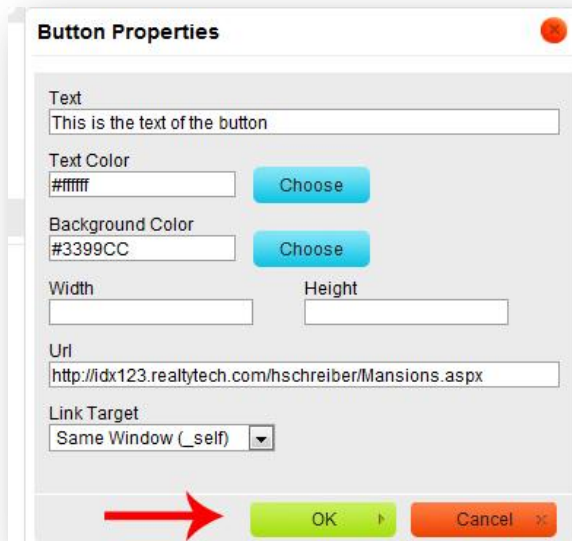 Button Properties
Text
This is the text of the button
Text Color
#ffffff
Choose
Background Color
#3399CC
Choose
Width Height
Url
http://idx123.realtytech.com/hschreiber/Mansions.aspx
Link Target
Same Window (_self)
OK Cancel